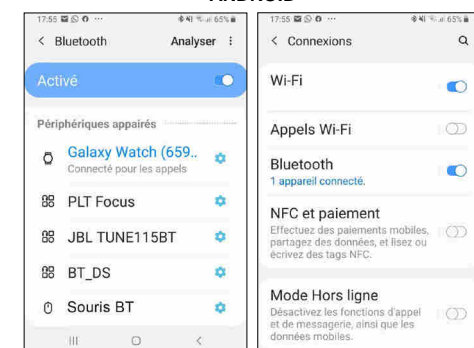 17:55
65%
Bluetooth
Analyser
Activé
Périphériques appairés
Galaxy Watch (659..
Connecté pour les appels
PLT Focus
JBL TUNE115BT
BT_DS
Souris BT
17:55
65%
Connexions
Wi-Fi
Appels Wi-Fi
Bluetooth
1 appareil connecté.
NFC et paiement
Effectuez des paiements mobiles,
partagez des données, et lisez ou
écrivez des tags NFC.
Mode Hors ligne
Désactivez les fonctions d'appel
et de messagerie, ainsi que les
données mobiles.